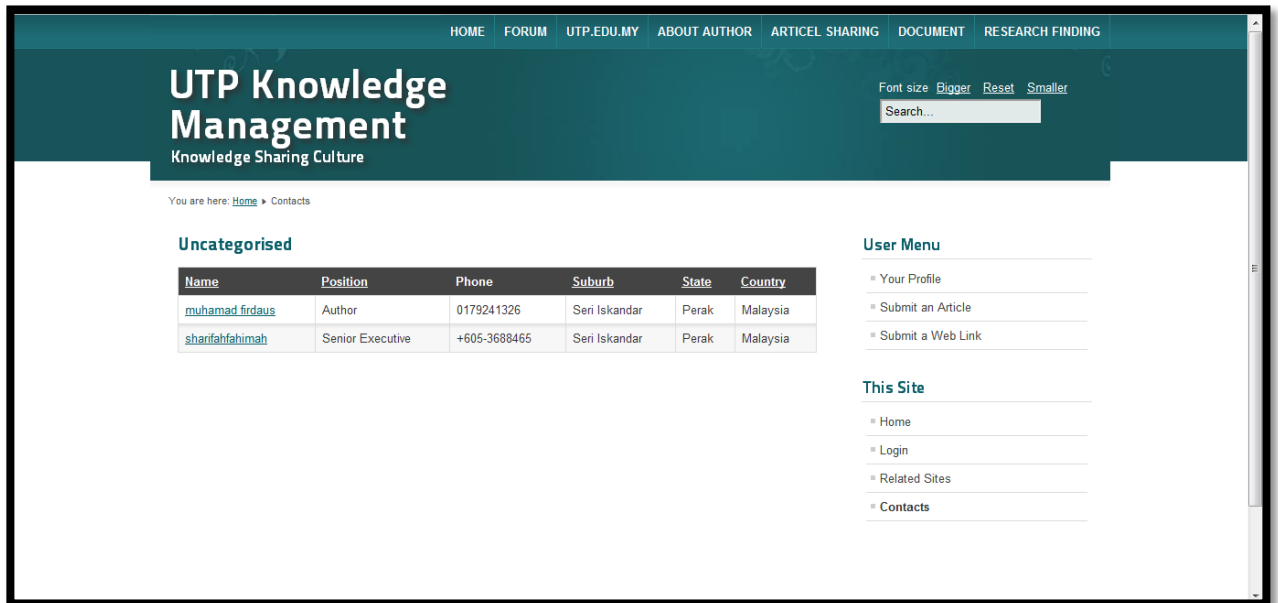 HOME FORUM UTP.EDU.MY ABOUT AUTHOR ARTICEL SHARING DOCUMENT RESEARCH FINDING
UTP Knowledge
Management
Knowledge Sharing Culture
Font size Bigger Reset Smaller
Search...
You are here: Home Contacts
Uncategorised
Name Position Phone Suburb State Country
muhamad firdaus Author 0179241326 Seri Iskandar Perak Malaysia
sharifahfahimah Senior Executive +605-3688465 Seri Iskandar Perak Malaysia
User Menu
Your Profile
Submit an Article
Submit a Web Link
This Site
Home
Login
Related Sites
Contacts